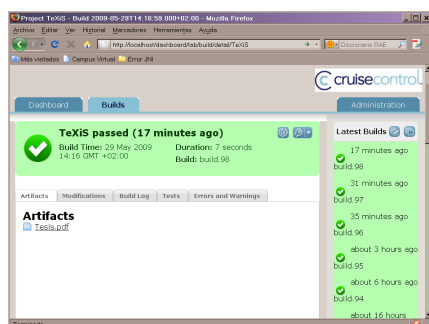 Project TeXiS - Build 2009-05-29T14:16:59.000+02:00 - Mozilla Firefox
Archivo Editar Ver Historial Marcadores Herramientas Ayuda
http://localhost/dashboard/tab/build/detail/TeXiS
Diccionario RAE
Más visitados Campus Virtual Error JNI
cruisecontrol
Dashboard Builds Administration
TeXiS passed (17 minutes ago)
Build Time: 29 May 2009 14:16 GMT +02:00
Duration: 7 seconds
Build: build.98
Artifacts Modifications Build Log Tests Errors and Warnings
Artifacts
Tesis.pdf
Latest Builds
17 minutes ago
build.98
31 minutes ago
build.97
35 minutes ago
build.96
about 3 hours ago
build.95
about 6 hours ago
build.94
about 16 hours
Terminado